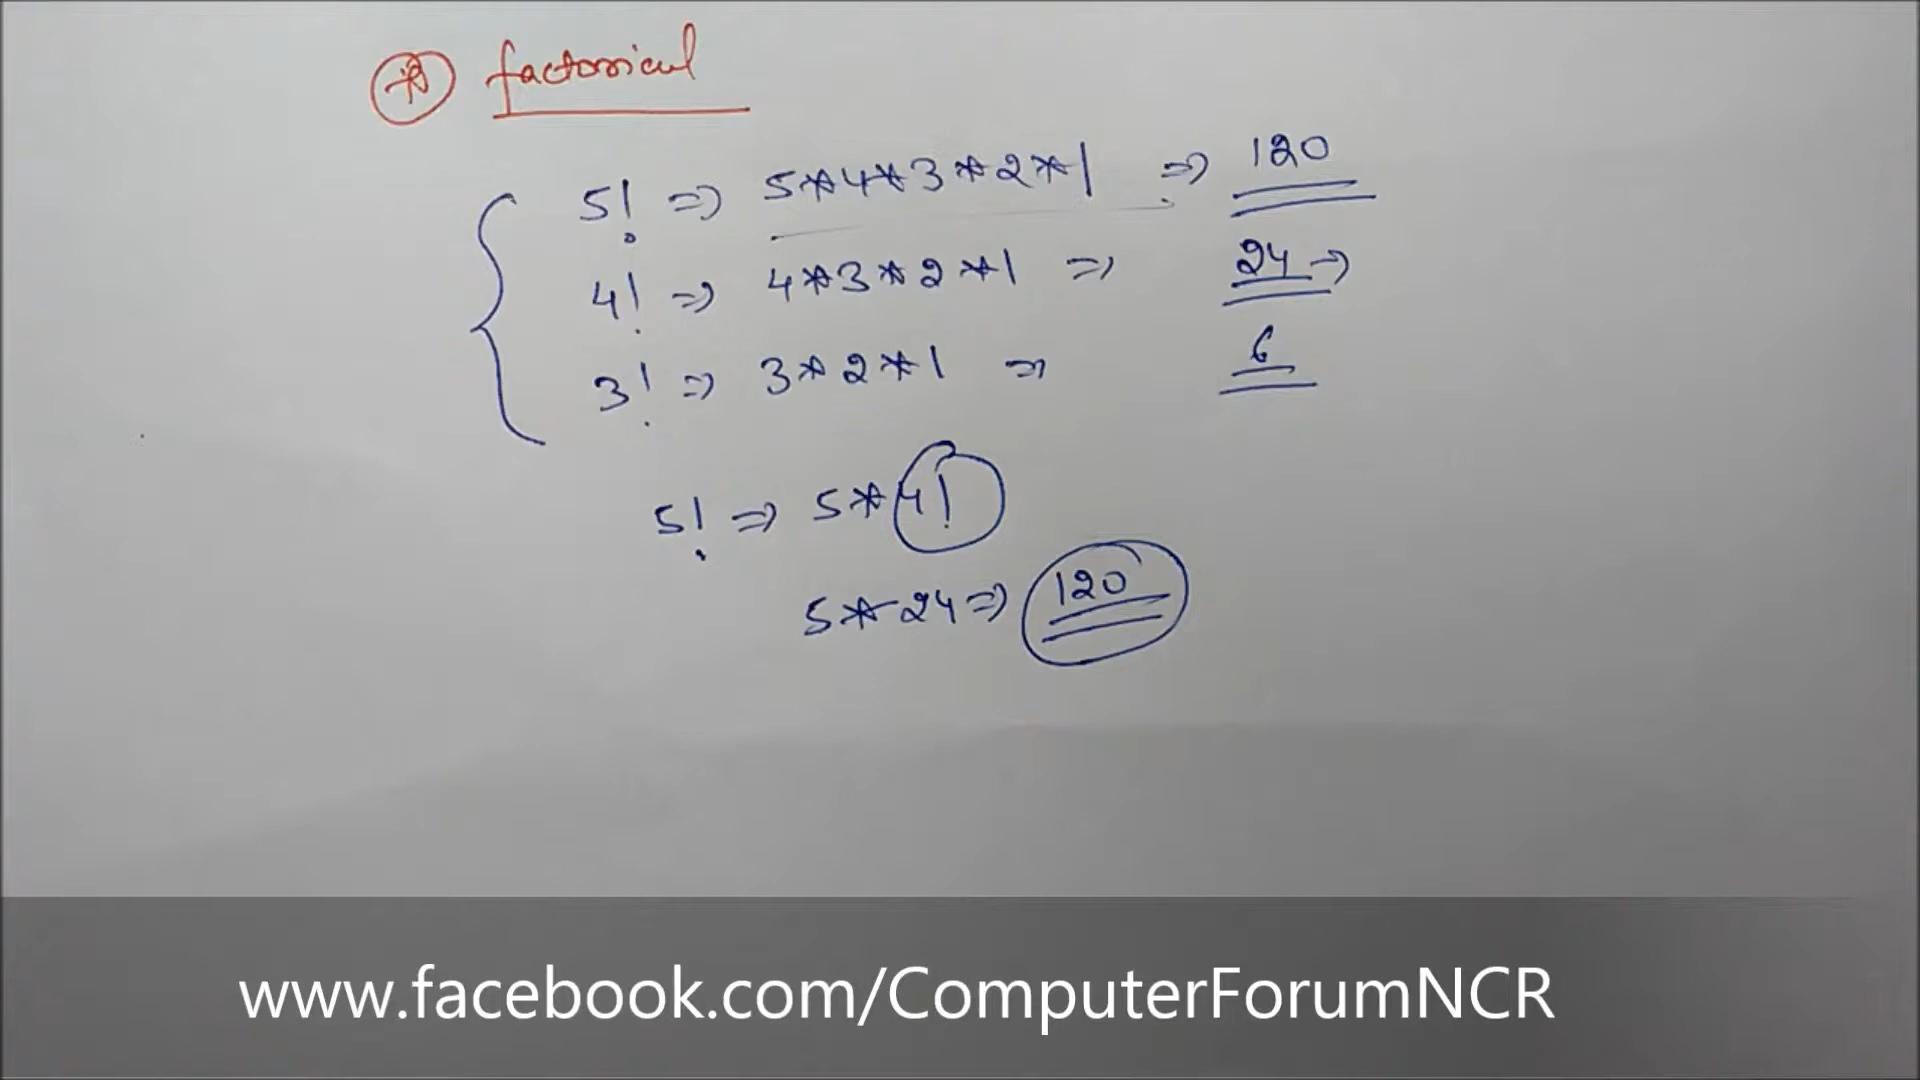 factorical
5! => 5*4*3*2*1 => 120
4! => 4*3*2*1 => 24 →
3! => 3*2*1 => 6
5! => 5*4!
5*24 => 120
www.facebook.com/ComputerForumNCR